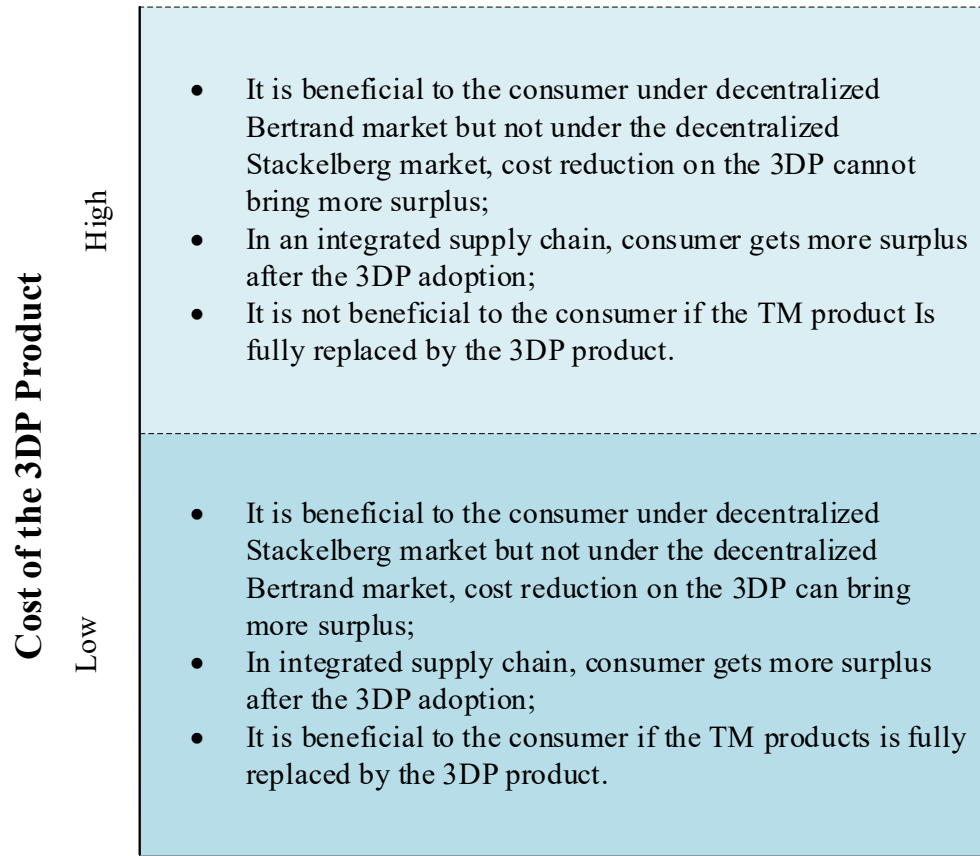 Cost of the 3DP Product
High
• It is beneficial to the consumer under decentralized
Bertrand market but not under the decentralized
Stackelberg market, cost reduction on the 3DP cannot
bring more surplus;
• In an integrated supply chain, consumer gets more surplus
after the 3DP adoption;
• It is not beneficial to the consumer if the TM product Is
fully replaced by the 3DP product.
Low
• It is beneficial to the consumer under decentralized
Stackelberg market but not under the decentralized
Bertrand market, cost reduction on the 3DP can bring
more surplus;
• In integrated supply chain, consumer gets more surplus
after the 3DP adoption;
• It is beneficial to the consumer if the TM products is fully
replaced by the 3DP product.